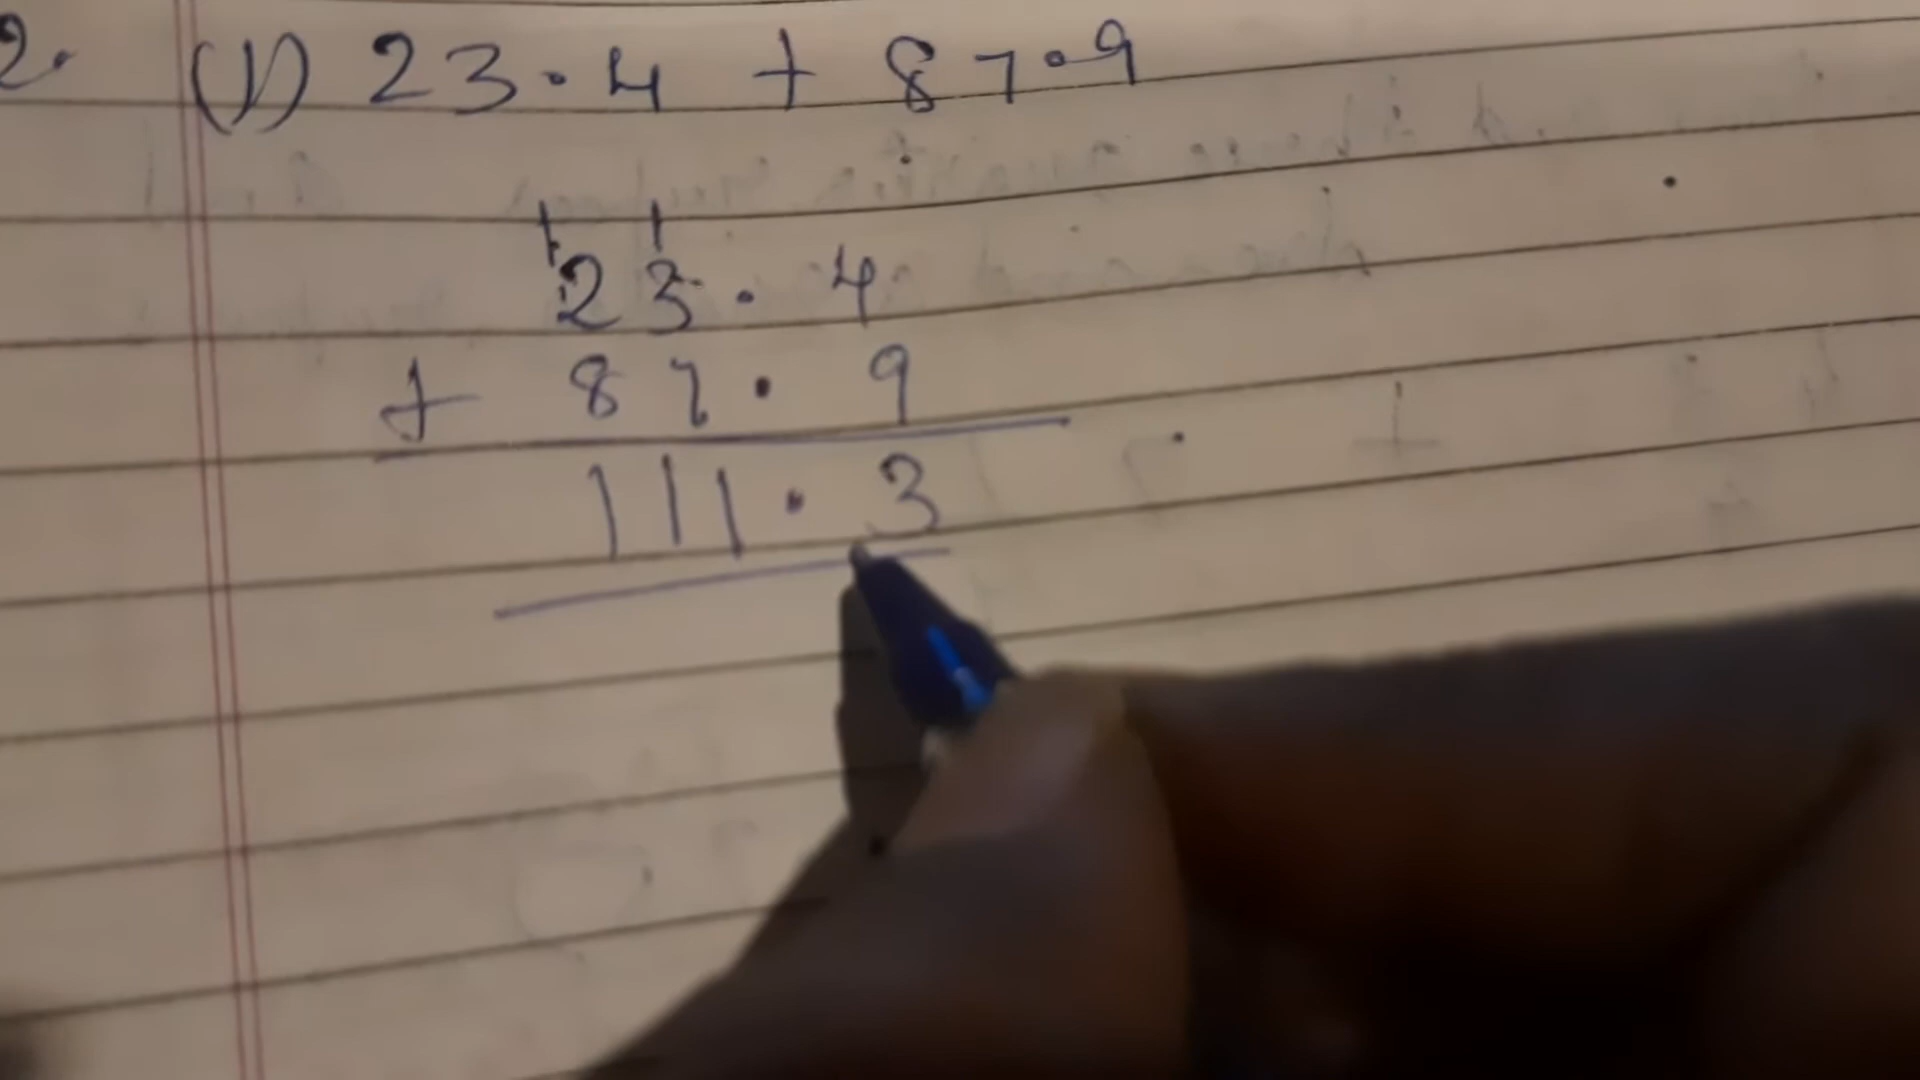 2. (1) 23.4 + 87.9
1 1
23.4
+ 87.9
111.3